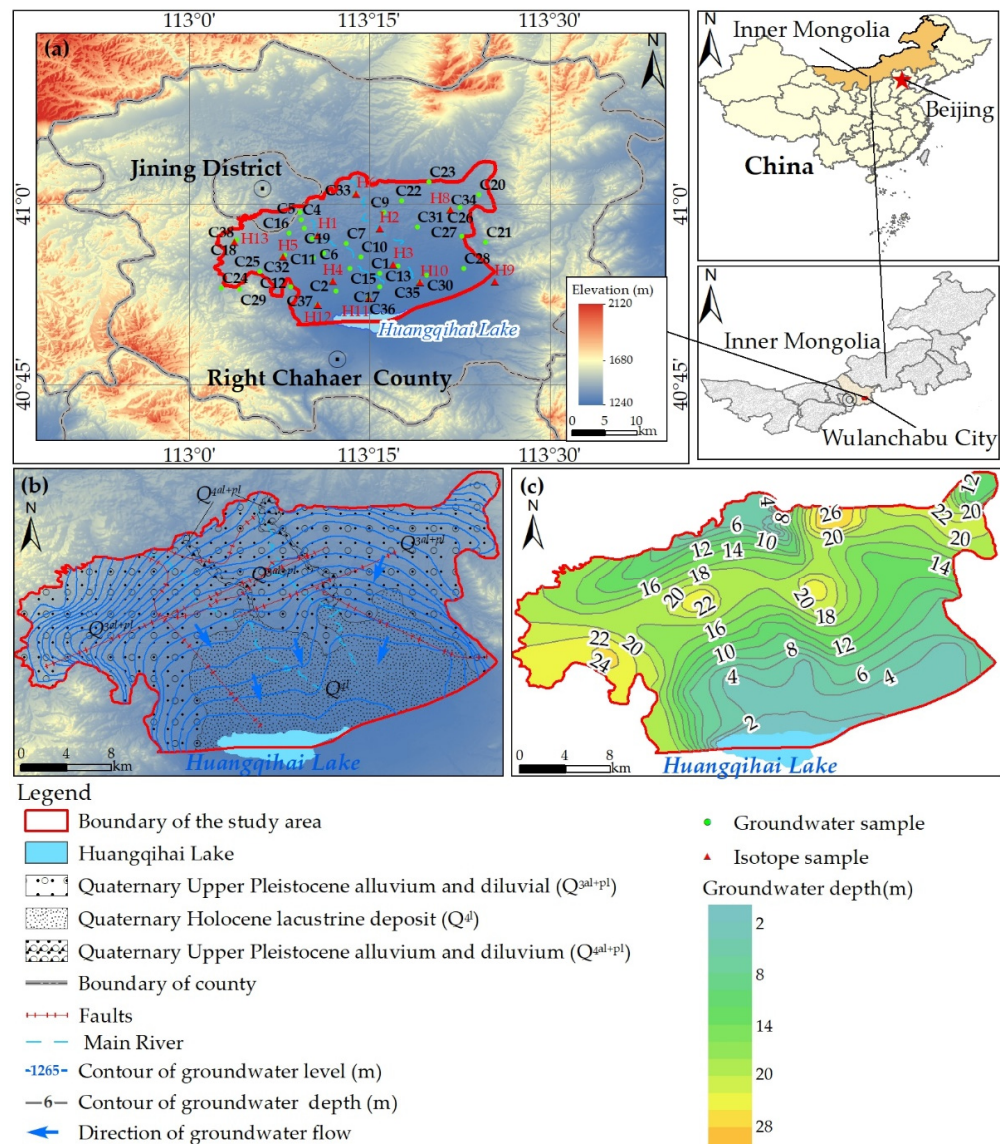 113°0′
113°15′
113°30′
(a)
N
Jining District
41°0′
41°0′
C23
C20
C33
H
C9
C22
H8
C34
C5
C4
C16
H1
H2
C31
C26
C27
C21
C38
H13
C18
H5
C19
C7
C6
C10
H3
C25
C32
C11
H4
C1
C13
H10
C28
H9
C24
C12
C2
C15
C30
C29
C37
C17
C35
H12
H11
C36
Huangqihai Lake
Right Chahaer County
40°45′
40°45′
Elevation (m)
2120
1680
1240
0 5 10
km
113°0′
113°15′
113°30′
N
Inner Mongolia
Beijing
China
N
Inner Mongolia
Wulanchabu City
(b)
N
Q4al+pl
Q3al+pl
Q3al+pl
Q3al+pl
Q4l
0 4 8
km
Huangqihai Lake
(c)
N
4
6
8
10
12
14
26
20
12
22
20
20
14
16
18
20
22
20
18
16
10
8
12
22
20
24
4
6
4
2
0 4 8
km
Huangqihai Lake
Legend
Boundary of the study area
Huangqihai Lake
Quaternary Upper Pleistocene alluvium and diluvial (Q3al+pl)
Quaternary Holocene lacustrine deposit (Q4l)
Quaternary Upper Pleistocene alluvium and diluvium (Q4al+pl)
Boundary of county
Faults
Main River
-1265- Contour of groundwater level (m)
6 Contour of groundwater depth (m)
Direction of groundwater flow
Groundwater sample
Isotope sample
Groundwater depth(m)
2
8
14
20
28